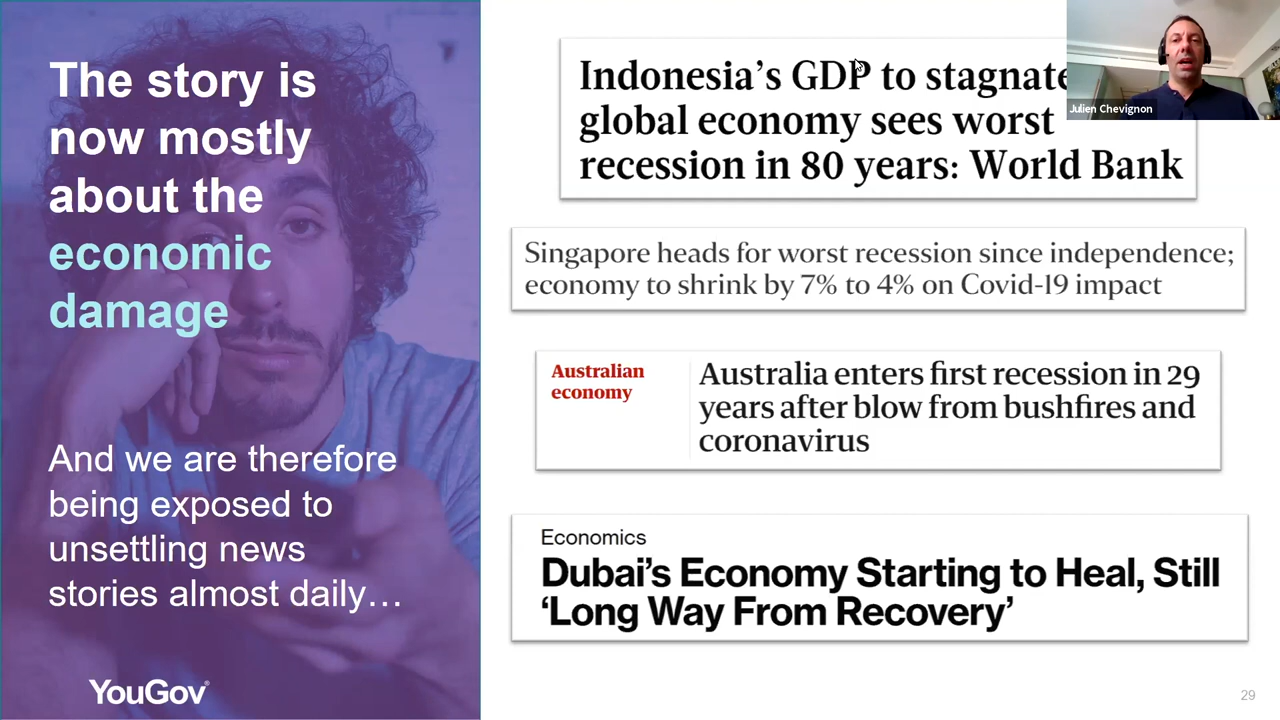 The story is
now mostly
about the
economic
damage
And we are therefore
being exposed to
unsettling news
stories almost daily…
YouGov®
Indonesia’s GDP to stagnate
global economy sees worst
recession in 80 years: World Bank
Julien Chevignon
Singapore heads for worst recession since independence;
economy to shrink by 7% to 4% on Covid-19 impact
Australian
economy
Australia enters first recession in 29
years after blow from bushfires and
coronavirus
Economics
Dubai’s Economy Starting to Heal, Still
‘Long Way From Recovery’
29